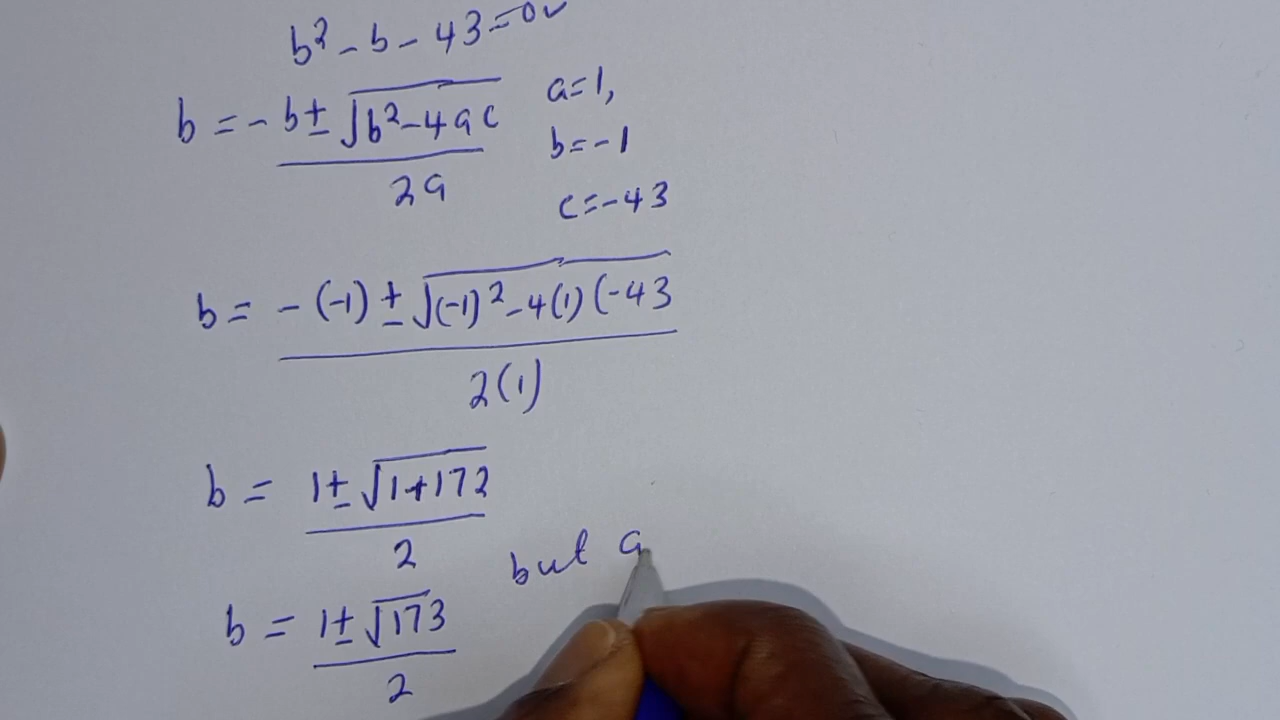 b² - b - 43 = 0
b = -b ± √b² - 4ac a = 1,
2a b = -1
c = -43
b = -(-1) ± √(-1)² - 4(1)(-43
2(1)
b = 1 ± √1+172
2
but a
b = 1 ± √173
2